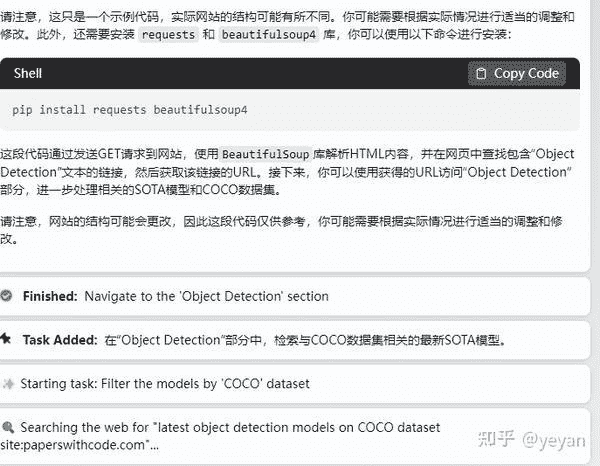 请注意，这只是一个示例代码，实际网站的结构可能有所不同。你可能需要根据实际情况进行适当的调整和
修改。此外，还需要安装 requests 和 beautifulsoup4 库，你可以使用以下命令进行安装：
Shell
Copy Code
pip install requests beautifulsoup4
这段代码通过发送GET请求到网站，使用BeautifulSoup库解析HTML内容，并在网页中查找包含“Object
Detection”文本的链接，然后获取该链接的URL。接下来，你可以使用获得的URL访问“Object Detection”
部分，进一步处理相关的SOTA模型和COCO数据集。
请注意，网站的结构可能会更改，因此这段代码仅供参考，你可能需要根据实际情况进行适当的调整和修
改。
Finished: Navigate to the 'Object Detection' section
Task Added: 在“Object Detection”部分中，检索与COCO数据集相关的最新SOTA模型。
Starting task: Filter the models by 'COCO' dataset
Searching the web for "latest object detection models on COCO dataset
site:paperswithcode.com"...
知乎 @yeyan